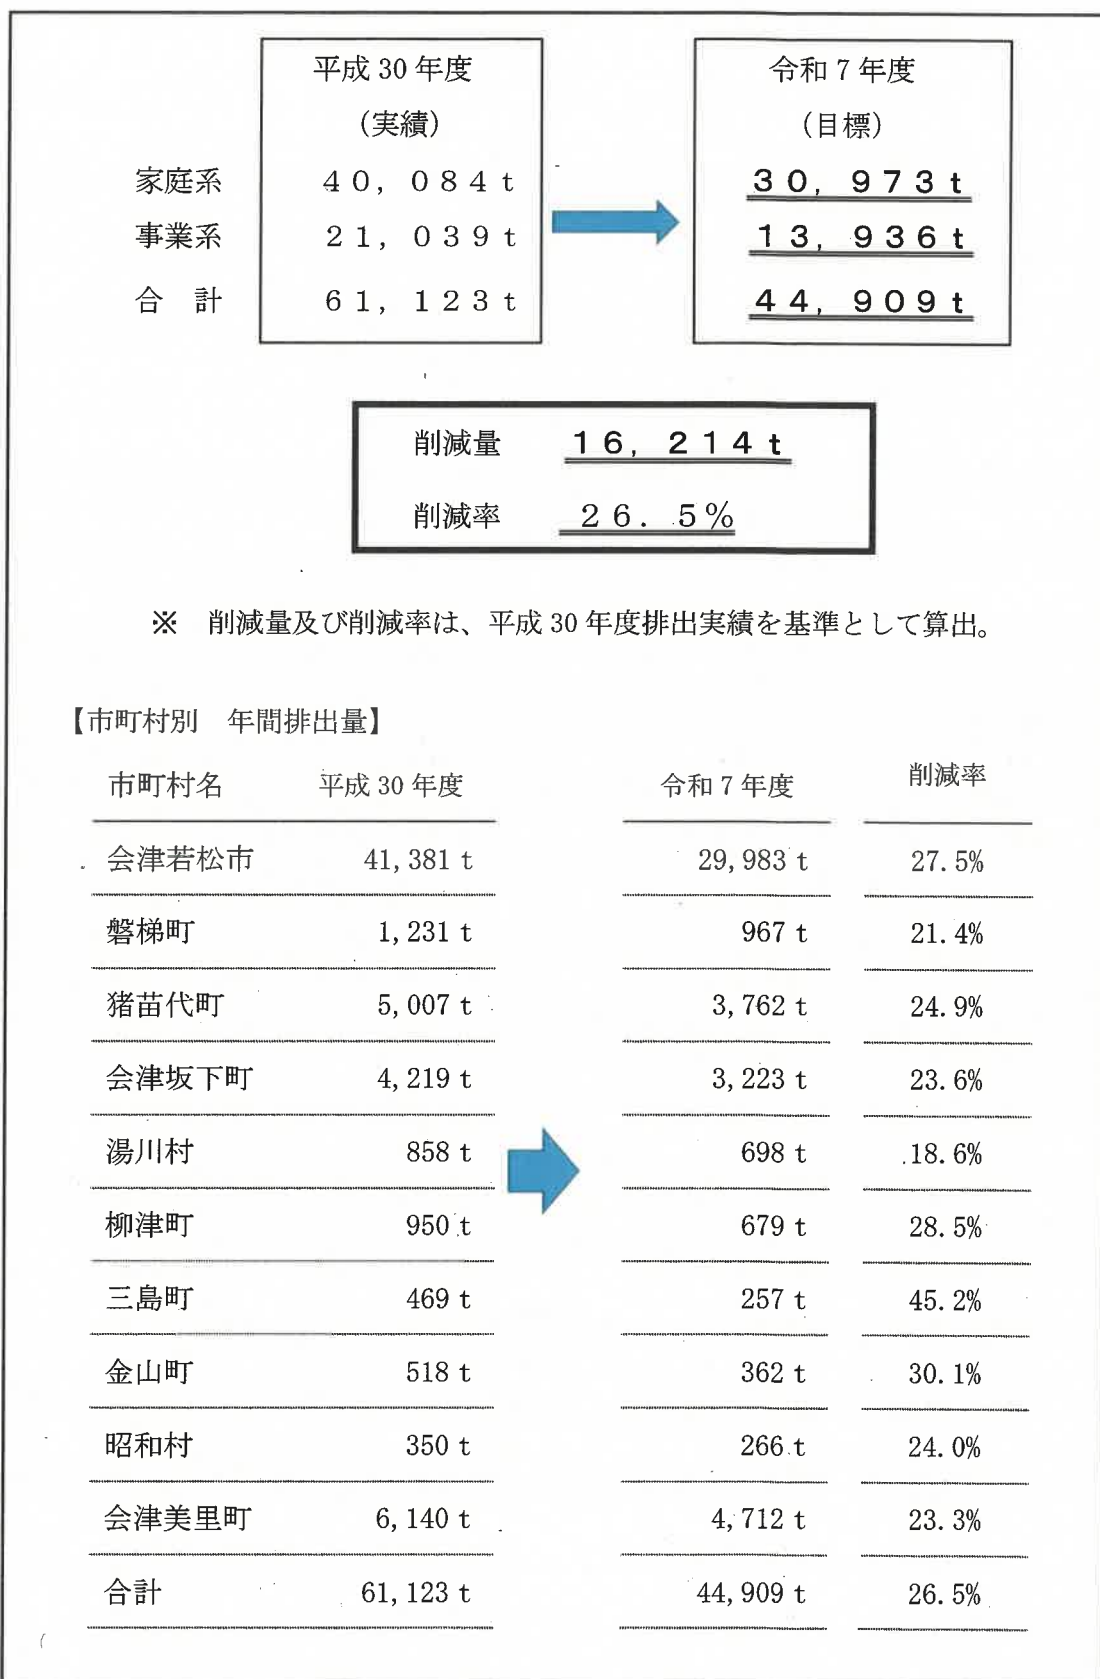 平成 30 年度 令和 7 年度
(実績) (目標)
家庭系 40, 084t 30, 973t
事業系 21, 039t 13, 936t
合 計 61, 123t 44, 909t
削減量 16, 214t
削減率 26. 5%
※ 削減量及び削減率は、平成 30 年度排出実績を基準として算出。
【市町村別 年間排出量】
市町村名 平成 30 年度 令和 7 年度 削減率
会津若松市 41,381 t 29,983 t 27.5%
磐梯町 1,231 t 967 t 21.4%
猪苗代町 5,007 t 3,762 t 24.9%
会津坂下町 4,219 t 3,223 t 23.6%
湯川村 858 t 698 t 18.6%
柳津町 950 t 679 t 28.5%
三島町 469 t 257 t 45.2%
金山町 518 t 362 t 30.1%
昭和村 350 t 266 t 24.0%
会津美里町 6,140 t 4,712 t 23.3%
合計 61,123 t 44,909 t 26.5%